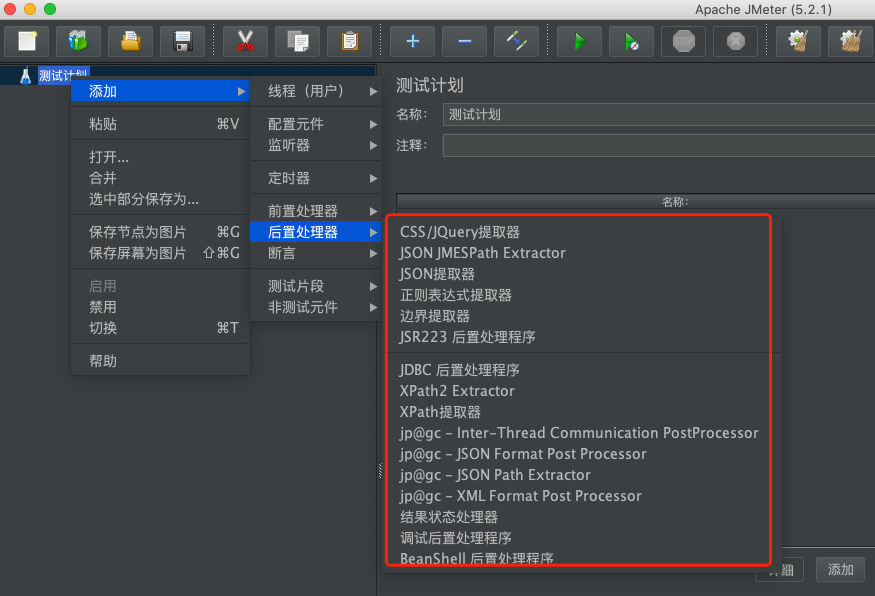 Apache JMeter (5.2.1)
STOP
测试计划
添加
粘贴 ⌘V
打开...
合并
选中部分保存为...
保存节点为图片 ⌘G
保存屏幕为图片 ⇧⌘G
启用
禁用
切换 ⌘T
帮助
线程（用户）
配置元件
监听器
定时器
前置处理器
后置处理器
断言
测试片段
非测试元件
测试计划
名称： 测试计划
注释：
名称:
CSS/JQuery提取器
JSON JMESPath Extractor
JSON提取器
正则表达式提取器
边界提取器
JSR223 后置处理程序
JDBC 后置处理程序
XPath2 Extractor
XPath提取器
jp@gc - Inter-Thread Communication PostProcessor
jp@gc - JSON Format Post Processor
jp@gc - JSON Path Extractor
jp@gc - XML Format Post Processor
结果状态处理器
调试后置处理程序
BeanShell 后置处理程序
细 添加